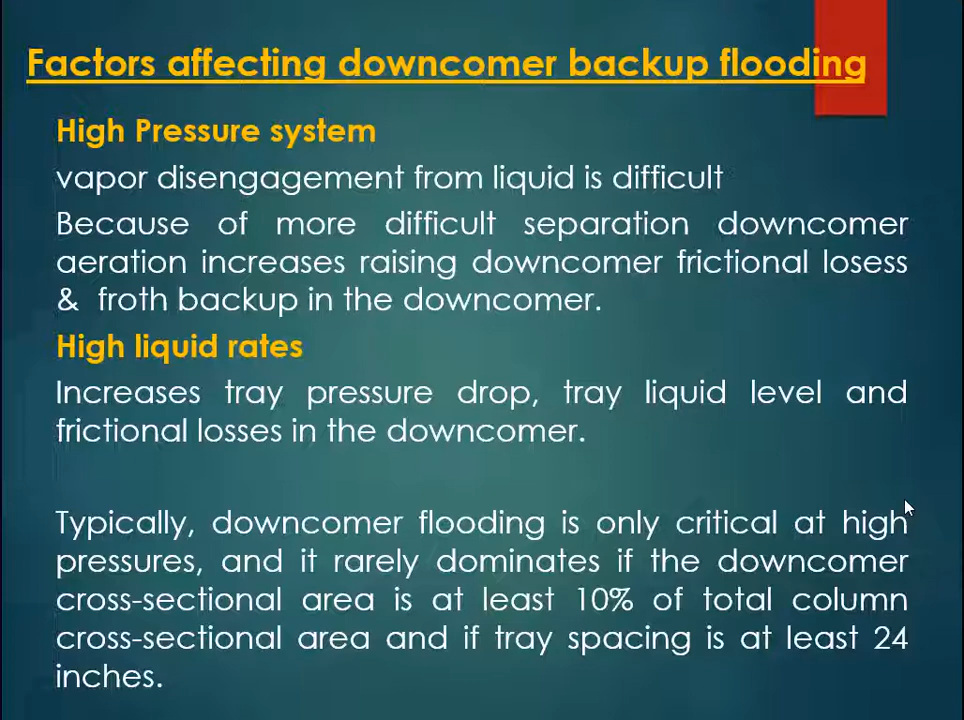 Factors affecting downcomer backup flooding
High Pressure system
vapor disengagement from liquid is difficult
Because of more difficult separation downcomer
aeration increases raising downcomer frictional losess
& froth backup in the downcomer.
High liquid rates
Increases tray pressure drop, tray liquid level and
frictional losses in the downcomer.
Typically, downcomer flooding is only critical at high
pressures, and it rarely dominates if the downcomer
cross-sectional area is at least 10% of total column
cross-sectional area and if tray spacing is at least 24
inches.